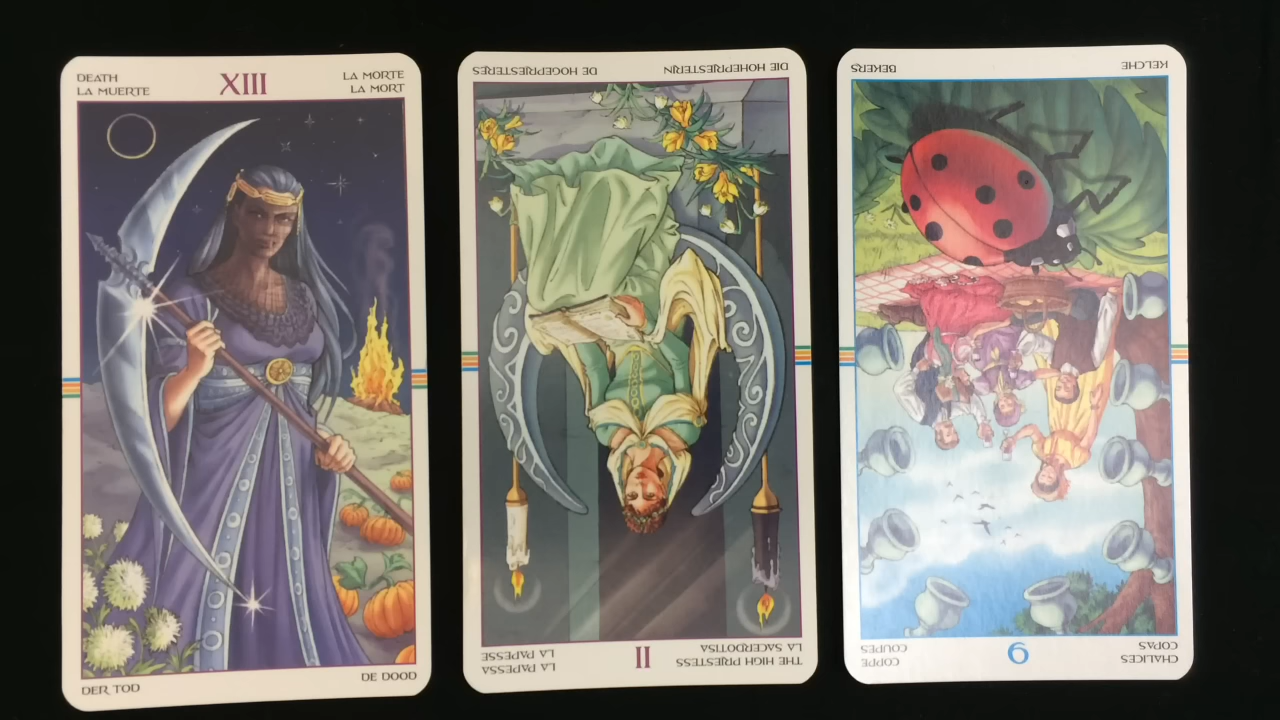 DEATH
LA MUERTE
XIII
LA MORTE
LA MORT
DER TOD
DE DOOD
THE HIGH PRIESTESS
LA SACERDOTISA
II
LA PAPESSA
LA PAPESSE
DIE HOHEPRIESTERIN
DE HOGEPRIESTERES
CHALICES
COPAS
9
COPPE
COUPES
KELCHE
BEKERS